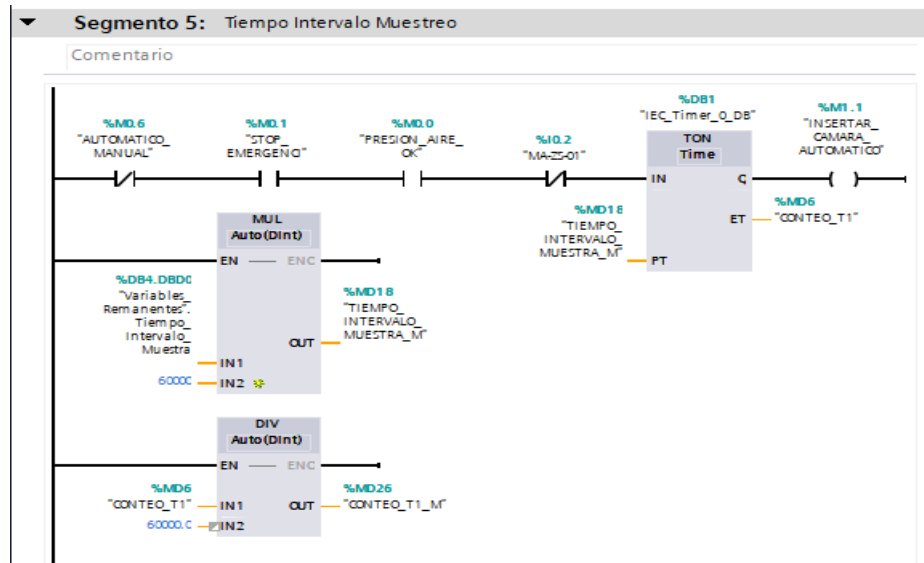 Segmento 5: Tiempo Intervalo Muestreo
Comentario
%M0.6
"AUTOMATICO_
MANUAL"
%M0.1
"STOP_
EMERGENCI"
%M0.0
"PRESION_AIRE_
OK"
%I0.2
"MA-ZS-01"
%DB1
"IEC_Timer_0_DB"
TON
Time
IN
Q
PT
ET
%M1.1
"INSERTAR_
CAMARA_
AUTOMATICO"
%MD6
"CONTEO_T1"
%MD18
"TIEMPO_
INTERVALO_
MUESTRA_M"
MUL
Auto(DInt)
EN
ENO
%DB4.DBD0
"Variables_
Remanentes".
Tiempo_
Intervalo_
Muestra
IN1
60000
IN2
OUT
%MD18
"TIEMPO_
INTERVALO_
MUESTRA_M"
DIV
Auto(DInt)
EN
ENO
%MD6
"CONTEO_T1"
IN1
60000.0
IN2
OUT
%MD26
"CONTEO_T1_M"